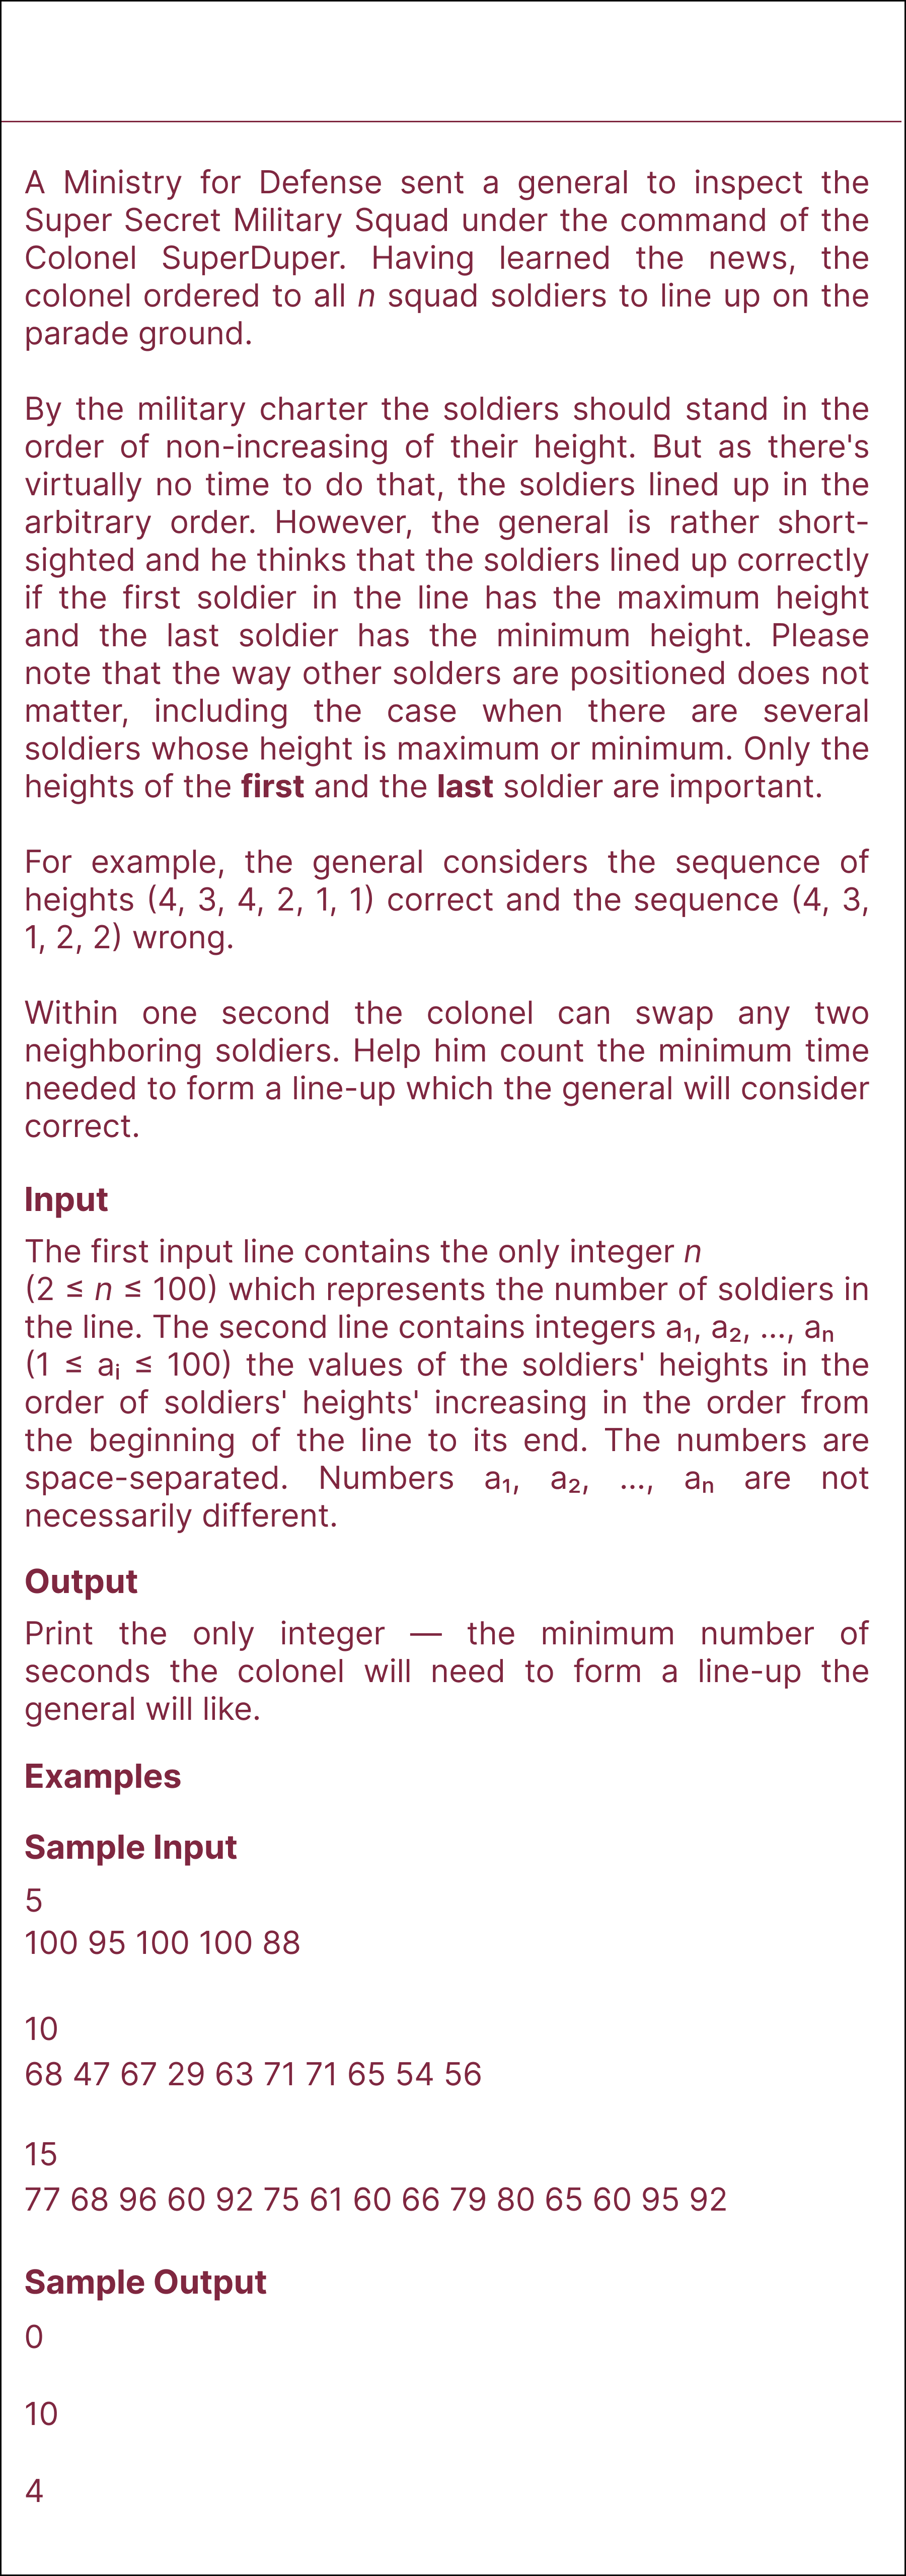 A Ministry for Defense sent a general to inspect the
Super Secret Military Squad under the command of the
Colonel SuperDuper. Having learned the news, the
colonel ordered to all n squad soldiers to line up on the
parade ground.
By the military charter the soldiers should stand in the
order of non-increasing of their height. But as there's
virtually no time to do that, the soldiers lined up in the
arbitrary order. However, the general is rather short-
sighted and he thinks that the soldiers lined up correctly
if the first soldier in the line has the maximum height
and the last soldier has the minimum height. Please
note that the way other solders are positioned does not
matter, including the case when there are several
soldiers whose height is maximum or minimum. Only the
heights of the first and the last soldier are important.
For example, the general considers the sequence of
heights (4, 3, 4, 2, 1, 1) correct and the sequence (4, 3,
1, 2, 2) wrong.
Within one second the colonel can swap any two
neighboring soldiers. Help him count the minimum time
needed to form a line-up which the general will consider
correct.
Input
The first input line contains the only integer n
(2 ≤ n ≤ 100) which represents the number of soldiers in
the line. The second line contains integers a₁, a₂, ..., aₙ
(1 ≤ aᵢ ≤ 100) the values of the soldiers' heights in the
order of soldiers' heights' increasing in the order from
the beginning of the line to its end. The numbers are
space-separated. Numbers a₁, a₂, ..., aₙ are not
necessarily different.
Output
Print the only integer — the minimum number of
seconds the colonel will need to form a line-up the
general will like.
Examples
Sample Input
5
100 95 100 100 88
10
68 47 67 29 63 71 71 65 54 56
15
77 68 96 60 92 75 61 60 66 79 80 65 60 95 92
Sample Output
0
10
4